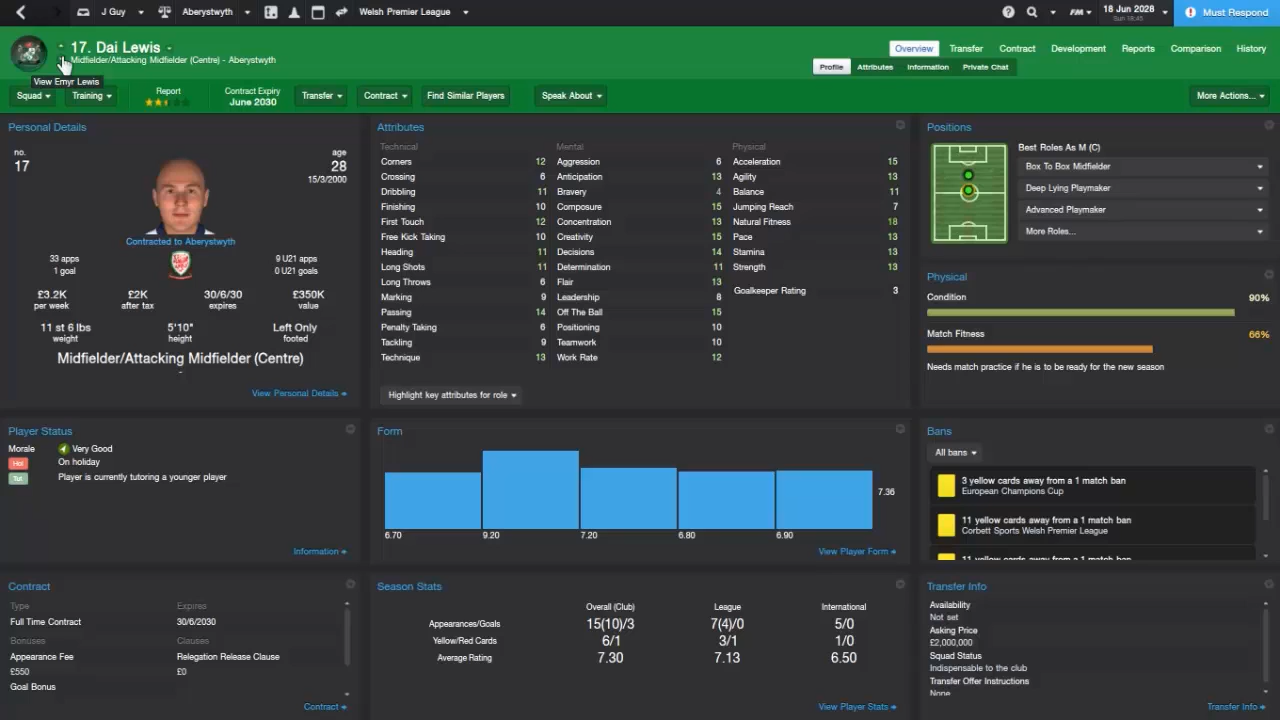 J Guy
Aberystwyth
Welsh Premier League
FM
18 Jun 2028
Sun 18:45
Must Respond
17. Dai Lewis
Midfielder/Attacking Midfielder (Centre) - Aberystwyth
Overview Transfer Contract Development Reports Comparison History
Profile Attributes Information Private Chat
View Emyr Lewis
Squad
Training
Report
Contract Expiry
June 2030
Transfer
Contract
Find Similar Players
Speak About
More Actions...
Personal Details
no.
17
age
28
15/3/2000
Contracted to Aberystwyth
33 apps
1 goal
9 U21 apps
0 U21 goals
£3.2K
per week
£2K
after tax
30/6/30
expires
£350K
value
11 st 6 lbs
weight
5'10"
height
Left Only
footed
Midfielder/Attacking Midfielder (Centre)
-
View Personal Details
Attributes
Technical Mental Physical
Corners 12 Aggression 6 Acceleration 15
Crossing 6 Anticipation 13 Agility 13
Dribbling 11 Bravery 4 Balance 11
Finishing 10 Composure 15 Jumping Reach 7
First Touch 12 Concentration 13 Natural Fitness 18
Free Kick Taking 10 Creativity 15 Pace 13
Heading 11 Decisions 14 Stamina 13
Long Shots 11 Determination 11 Strength 13
Long Throws 6 Flair 13
Goalkeeper Rating 3
Marking 9 Leadership 8
Passing 14 Off The Ball 15
Penalty Taking 6 Positioning 10
Tackling 9 Teamwork 10
Technique 13 Work Rate 12
Highlight key attributes for role
Positions
Best Roles As M (C)
Box To Box Midfielder
Deep Lying Playmaker
Advanced Playmaker
More Roles...
Physical
Condition 90%
Match Fitness 66%
Needs match practice if he is to be ready for the new season
Player Status
Morale Very Good
Hol On holiday
Tut Player is currently tutoring a younger player
Information
Form
7.36
6.70 9.20 7.20 6.80 6.90
View Player Form
Bans
All bans
3 yellow cards away from a 1 match ban
European Champions Cup
11 yellow cards away from a 1 match ban
Corbett Sports Welsh Premier League
11 yellow cards away from a 1 match ban
Contract
Type Expires
Full Time Contract 30/6/2030
Bonuses Clauses
Appearance Fee Relegation Release Clause
£550 £0
Goal Bonus
Contract
Season Stats
Overall (Club) League International
Appearances/Goals 15(10)/3 7(4)/0 5/0
Yellow/Red Cards 6/1 3/1 1/0
Average Rating 7.30 7.13 6.50
View Player Stats
Transfer Info
Availability
Not set
Asking Price
£2,000,000
Squad Status
Indispensable to the club
Transfer Offer Instructions
None
Transfer Info